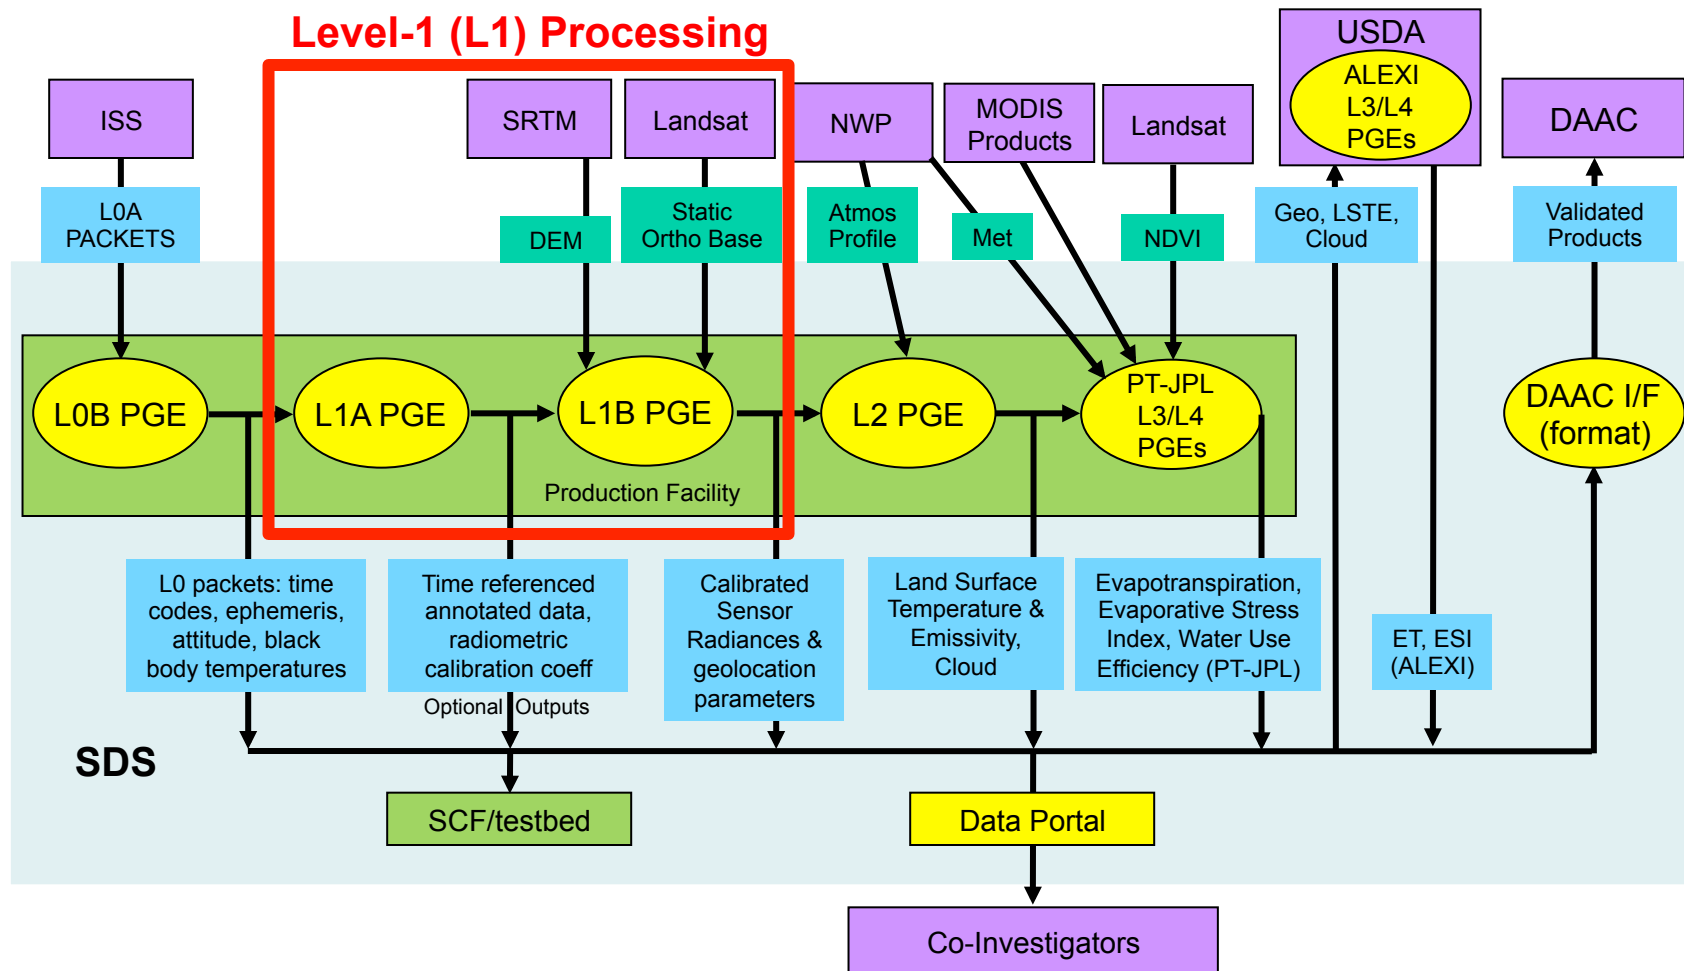 Level-1 (L1) Processing
ISS
SRTM
Landsat
NWP
MODIS
Products
Landsat
USDA
ALEXI
L3/L4
PGEs
DAAC
L0A
PACKETS
DEM
Static
Ortho Base
Atmos
Profile
Met
NDVI
Geo, LSTE,
Cloud
Validated
Products
L0B PGE
L1A PGE
L1B PGE
L2 PGE
PT-JPL
L3/L4
PGEs
DAAC I/F
(format)
Production Facility
L0 packets: time
codes, ephemeris,
attitude, black
body temperatures
Time referenced
annotated data,
radiometric
calibration coeff
Optional Outputs
Calibrated
Sensor
Radiances &
geolocation
parameters
Land Surface
Temperature &
Emissivity,
Cloud
Evapotranspiration,
Evaporative Stress
Index, Water Use
Efficiency (PT-JPL)
ET, ESI
(ALEXI)
SDS
SCF/testbed
Data Portal
Co-Investigators